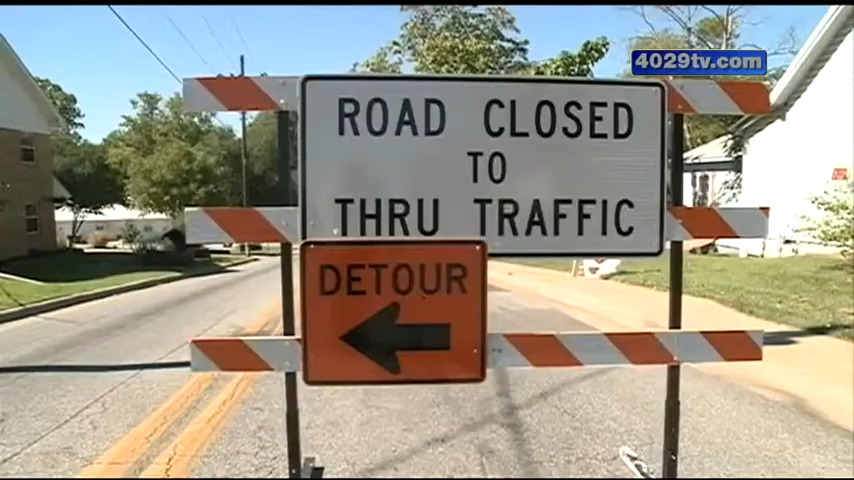 4029tv.com
ROAD CLOSED
TO
THRU TRAFFIC
DETOUR